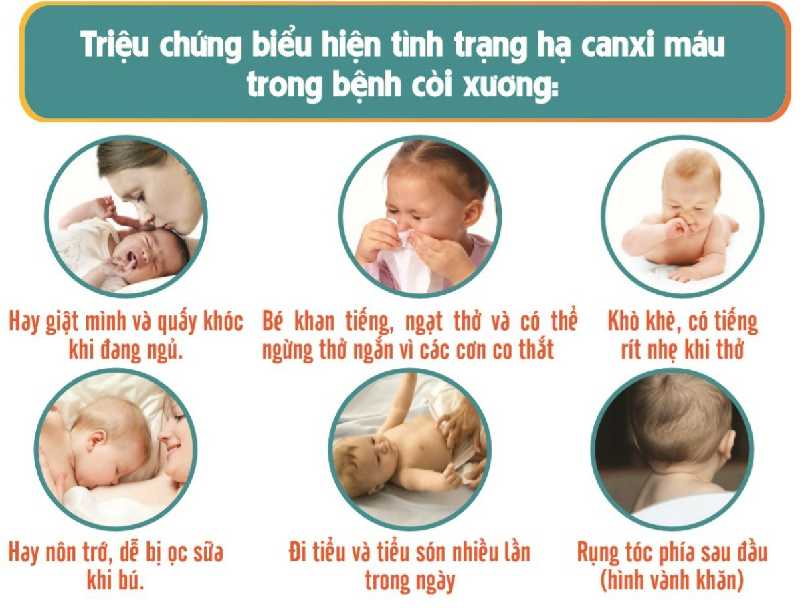 Triệu chứng biểu hiện tình trạng hạ canxi máu
trong bệnh còi xương:
Hay giật mình và quấy khóc
khi đang ngủ.
Bé khan tiếng, ngạt thở và có thể
ngừng thở ngắn vì các cơn co thắt
Khò khè, có tiếng
rít nhẹ khi thở
Hay nôn trớ, dễ bị ọc sữa
khi bú.
Đi tiểu và tiểu són nhiều lần
trong ngày
Rụng tóc phía sau đầu
(hình vành khăn)